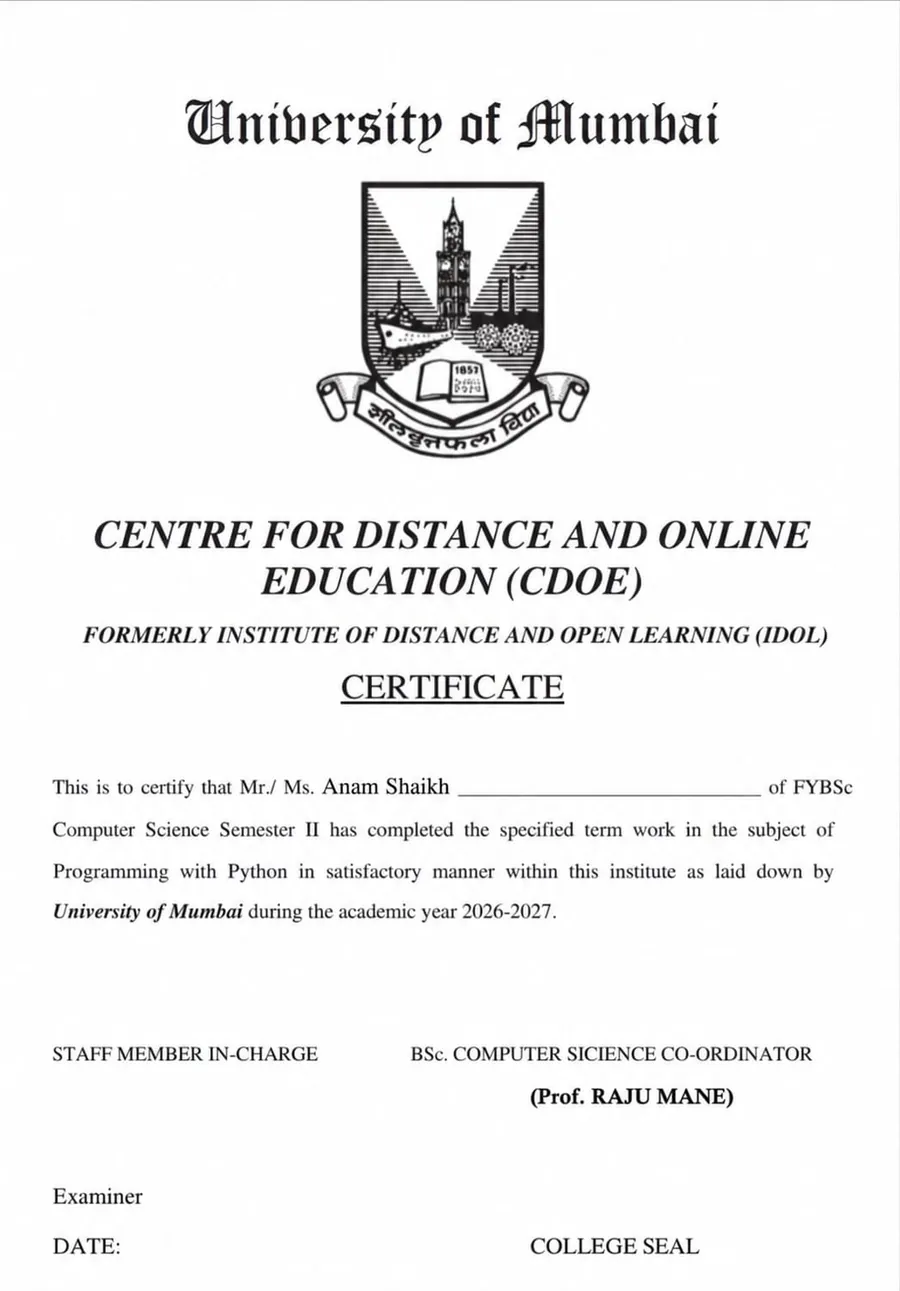 University of Mumbai
1857
शीलवृत्तफला विद्या
CENTRE FOR DISTANCE AND ONLINE
EDUCATION (CDOE)
FORMERLY INSTITUTE OF DISTANCE AND OPEN LEARNING (IDOL)
CERTIFICATE
This is to certify that Mr./ Ms. Anam Shaikh ____________________________ of FYBSc
Computer Science Semester II has completed the specified term work in the subject of
Programming with Python in satisfactory manner within this institute as laid down by
University of Mumbai during the academic year 2026-2027.
STAFF MEMBER IN-CHARGE BSc. COMPUTER SICIENCE CO-ORDINATOR
(Prof. RAJU MANE)
Examiner
DATE: COLLEGE SEAL